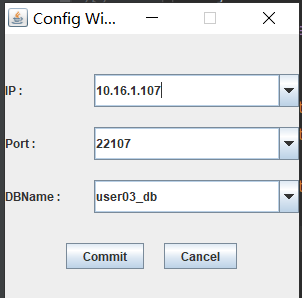 Config Wi...
IP :
10.16.1.107
Port :
22107
DBName :
user03_db
Commit
Cancel